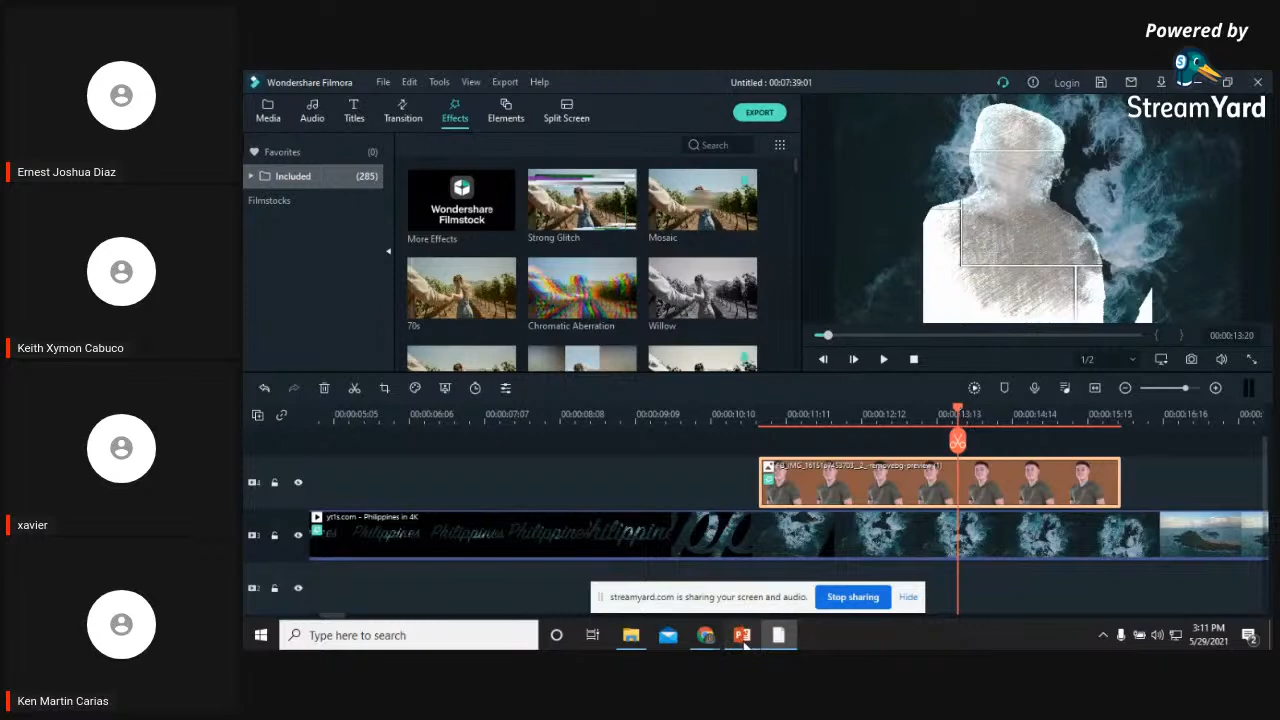 Powered by
StreamYard
Ernest Joshua Diaz
Keith Xymon Cabuco
xavier
Ken Martin Carias
Wondershare Filmora
File Edit Tools View Export Help
Untitled : 00:07:39:01
Login
Media Audio Titles Transition Effects Elements Split Screen
EXPORT
Favorites (0)
Included (285)
Filmstocks
Search
Wondershare
Filmstock
More Effects Strong Glitch Mosaic
70s Chromatic Aberration Willow
00:00:13:20
1/2
00:00:05:05 00:00:06:06 00:00:07:07 00:00:08:08 00:00:09:09 00:00:10:10 00:00:11:11 00:00:12:12 00:00:13:13 00:00:14:14 00:00:15:15 00:00:16:16 00:00:
yt1s.com - Philippines in 4K
Philippines Philippines
streamyard.com is sharing your screen and audio.
Stop sharing
Hide
Type here to search
3:11 PM
5/29/2021